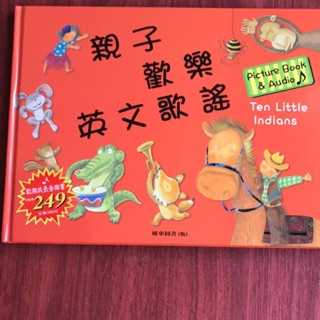 親子
歡樂
英文歌謠
Picture Book
& Audio
Ten Little
Indians
249
風車圖書(版)